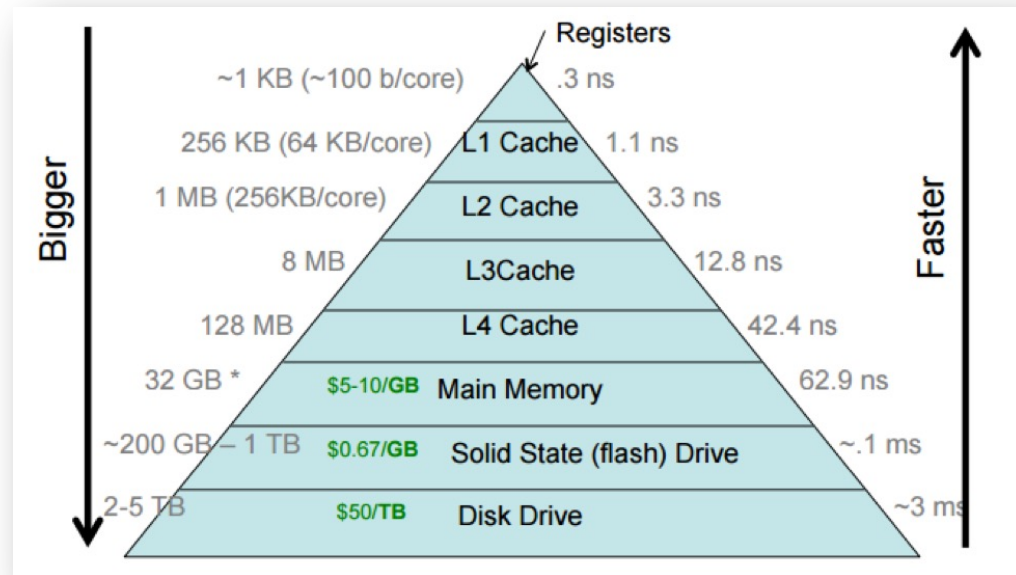 Registers
~1 KB (~100 b/core) .3 ns
256 KB (64 KB/core) L1 Cache 1.1 ns
1 MB (256KB/core) L2 Cache 3.3 ns
8 MB L3Cache 12.8 ns
128 MB L4 Cache 42.4 ns
32 GB * $5-10/GB Main Memory 62.9 ns
~200 GB – 1 TB $0.67/GB Solid State (flash) Drive ~.1 ms
2-5 TB $50/TB Disk Drive ~3 ms
Bigger
Faster